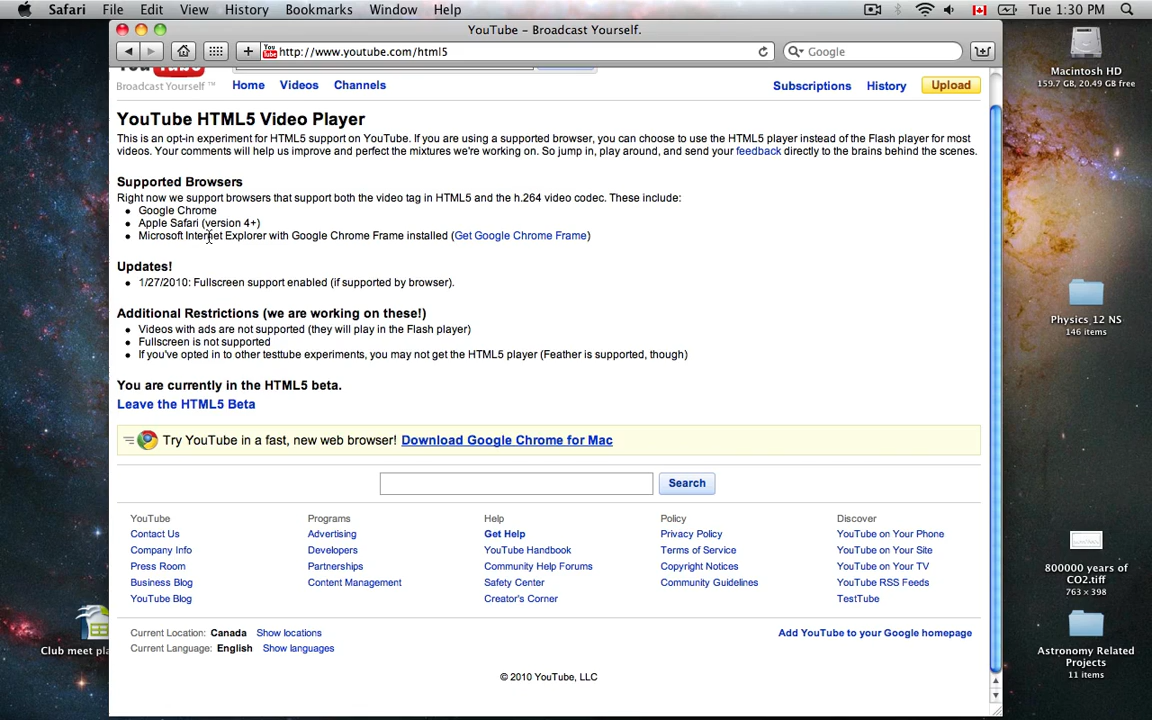 Safari File Edit View History Bookmarks Window Help Tue 1:30 PM
YouTube – Broadcast Yourself.
http://www.youtube.com/html5
Google
Broadcast Yourself ™ Home Videos Channels Subscriptions History Upload
YouTube HTML5 Video Player
This is an opt-in experiment for HTML5 support on YouTube. If you are using a supported browser, you can choose to use the HTML5 player instead of the Flash player for most
videos. Your comments will help us improve and perfect the mixtures we're working on. So jump in, play around, and send your feedback directly to the brains behind the scenes.
Supported Browsers
Right now we support browsers that support both the video tag in HTML5 and the h.264 video codec. These include:
Google Chrome
Apple Safari (version 4+)
Microsoft Internet Explorer with Google Chrome Frame installed (Get Google Chrome Frame)
Updates!
1/27/2010: Fullscreen support enabled (if supported by browser).
Additional Restrictions (we are working on these!)
Videos with ads are not supported (they will play in the Flash player)
Fullscreen is not supported
If you've opted in to other testtube experiments, you may not get the HTML5 player (Feather is supported, though)
You are currently in the HTML5 beta.
Leave the HTML5 Beta
Try YouTube in a fast, new web browser! Download Google Chrome for Mac
Search
YouTube
Contact Us
Company Info
Press Room
Business Blog
YouTube Blog
Programs
Advertising
Developers
Partnerships
Content Management
Help
Get Help
YouTube Handbook
Community Help Forums
Safety Center
Creator's Corner
Policy
Privacy Policy
Terms of Service
Copyright Notices
Community Guidelines
Discover
YouTube on Your Phone
YouTube on Your Site
YouTube on Your TV
YouTube RSS Feeds
TestTube
Current Location: Canada Show locations
Current Language: English Show languages
Add YouTube to your Google homepage
© 2010 YouTube, LLC
Macintosh HD
159.7 GB, 20.49 GB free
Physics 12 NS
146 items
800000 years of
CO2.tiff
763 × 398
Astronomy Related
Projects
11 items
Club meet